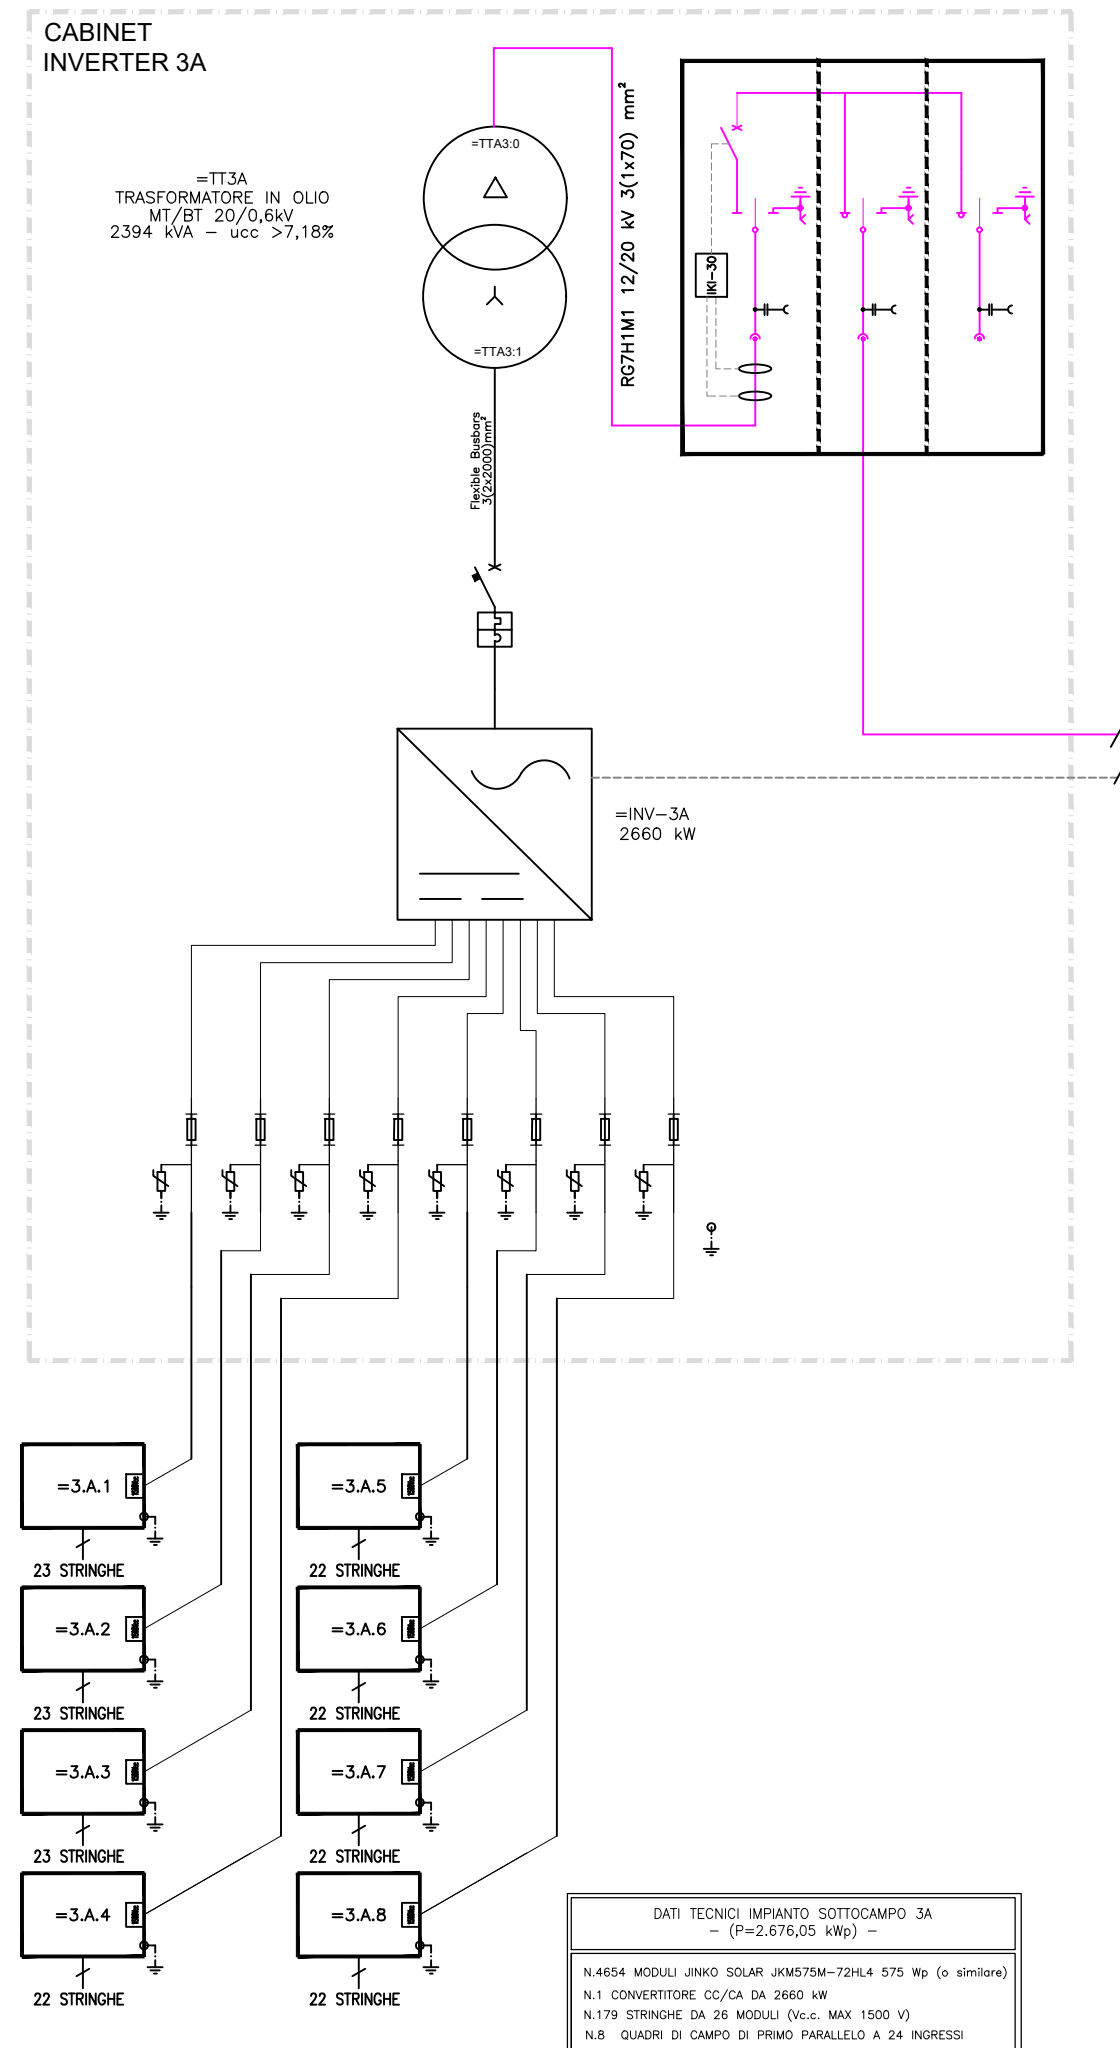 CABINET
INVERTER 3A
=TT3A
TRASFORMATORE IN OLIO
MT/BT 20/0,6kV
2394 kVA - ucc >7,18%
=TTA3:0
=TTA3:1
RG7H1M1 12/20 kV 3(1x70) mm²
IKI-30
Flexible Busbars
3(2x2000)mm²
=INV-3A
2660 kW
=3.A.1
23 STRINGHE
=3.A.2
23 STRINGHE
=3.A.3
23 STRINGHE
=3.A.4
22 STRINGHE
=3.A.5
22 STRINGHE
=3.A.6
22 STRINGHE
=3.A.7
22 STRINGHE
=3.A.8
22 STRINGHE
DATI TECNICI IMPIANTO SOTTOCAMPO 3A
- (P=2.676,05 kWp) -
N.4654 MODULI JINKO SOLAR JKM575M-72HL4 575 Wp (o similare)
N.1 CONVERTITORE CC/CA DA 2660 kW
N.179 STRINGHE DA 26 MODULI (Vc.c. MAX 1500 V)
N.8 QUADRI DI CAMPO DI PRIMO PARALLELO A 24 INGRESSI